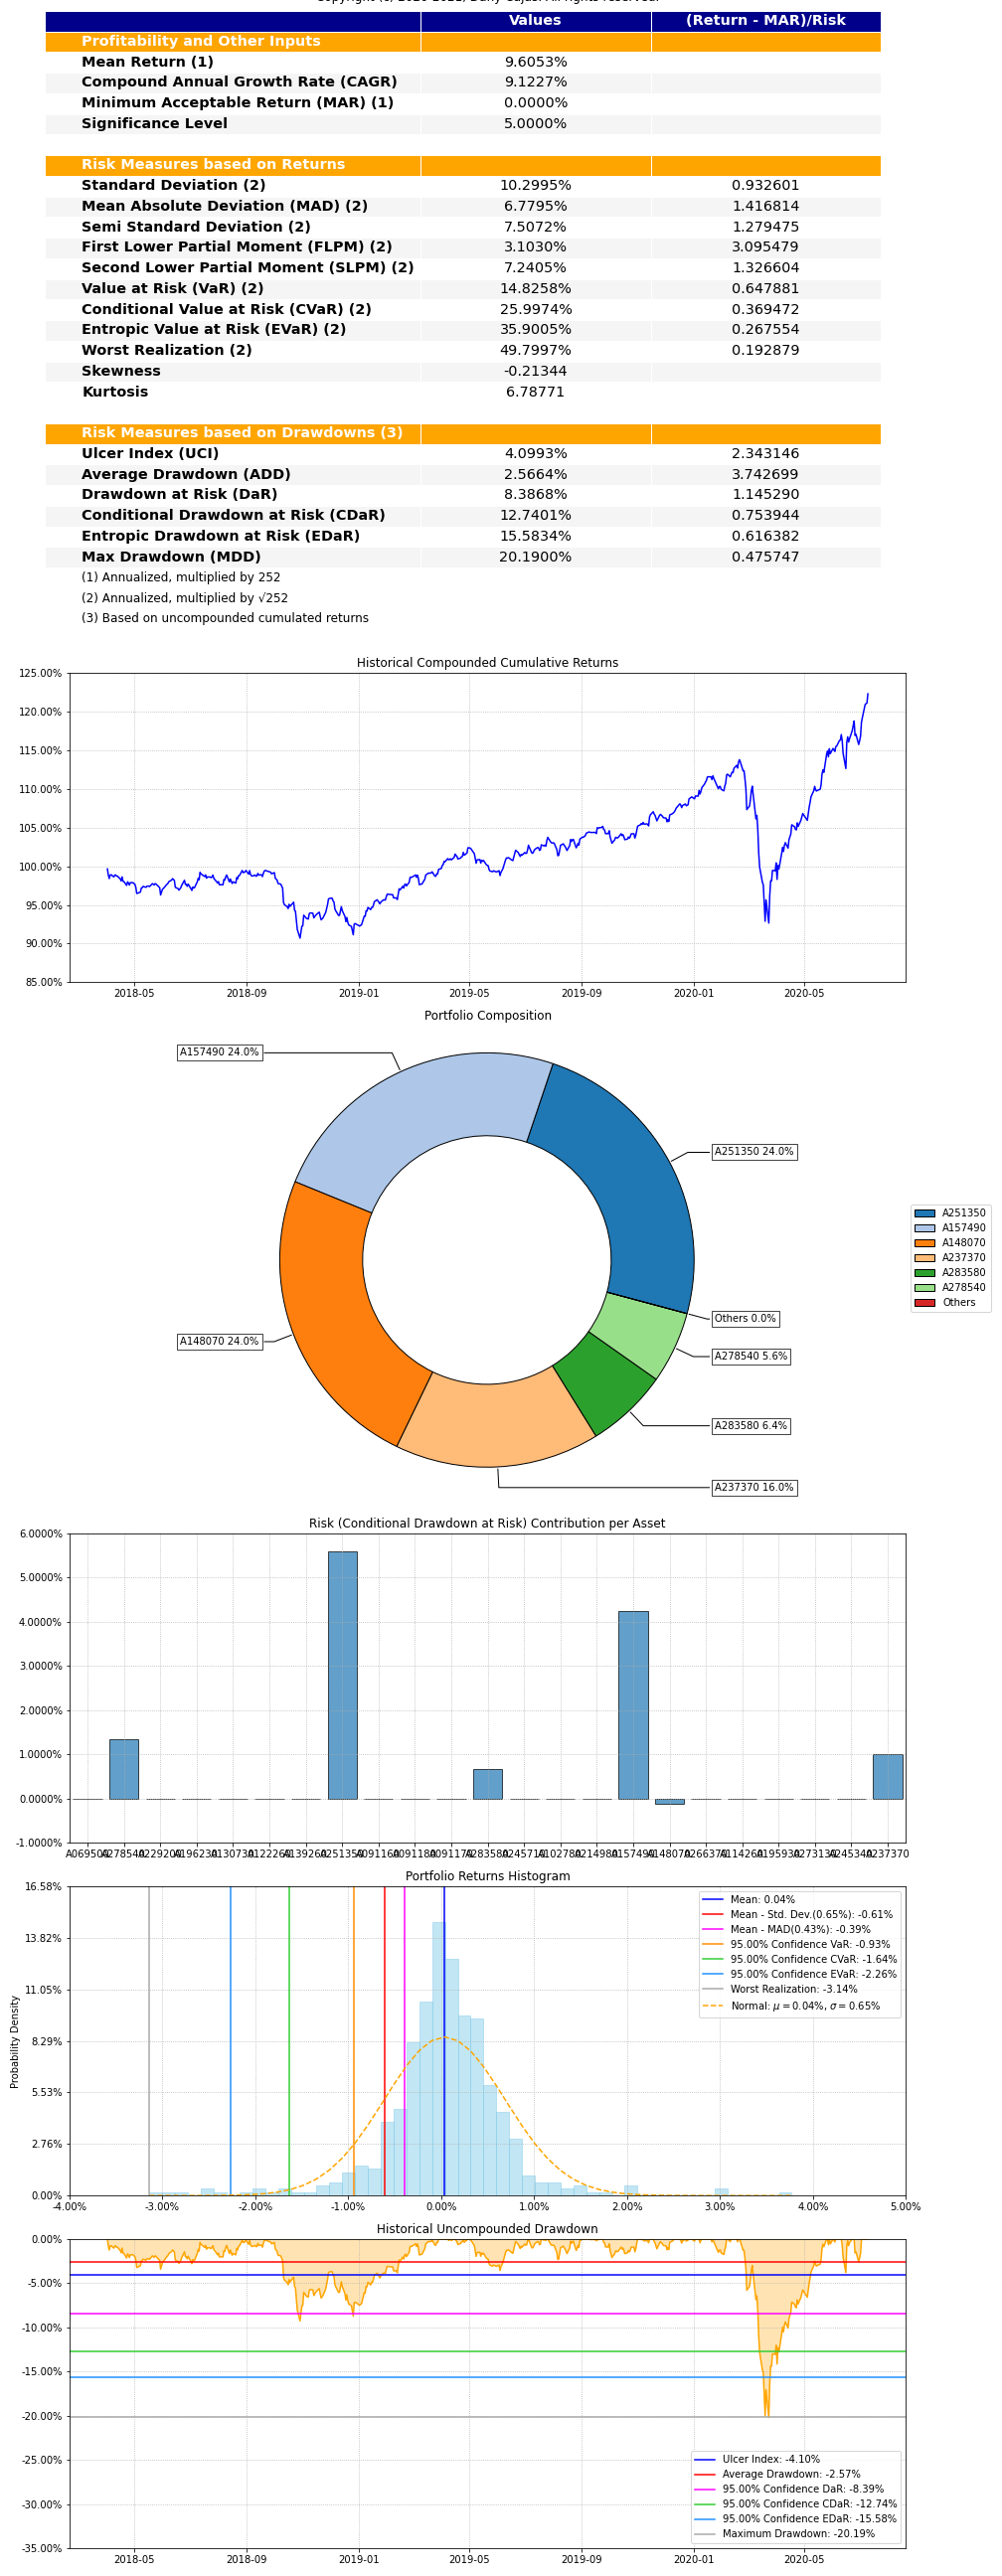 Values (Return - MAR)/Risk
Profitability and Other Inputs
Mean Return (1) 9.6053%
Compound Annual Growth Rate (CAGR) 9.1227%
Minimum Acceptable Return (MAR) (1) 0.0000%
Significance Level 5.0000%
Risk Measures based on Returns
Standard Deviation (2) 10.2995% 0.932601
Mean Absolute Deviation (MAD) (2) 6.7795% 1.416814
Semi Standard Deviation (2) 7.5072% 1.279475
First Lower Partial Moment (FLPM) (2) 3.1030% 3.095479
Second Lower Partial Moment (SLPM) (2) 7.2405% 1.326604
Value at Risk (VaR) (2) 14.8258% 0.647881
Conditional Value at Risk (CVaR) (2) 25.9974% 0.369472
Entropic Value at Risk (EVaR) (2) 35.9005% 0.267554
Worst Realization (2) 49.7997% 0.192879
Skewness -0.21344
Kurtosis 6.78771
Risk Measures based on Drawdowns (3)
Ulcer Index (UCI) 4.0993% 2.343146
Average Drawdown (ADD) 2.5664% 3.742699
Drawdown at Risk (DaR) 8.3868% 1.145290
Conditional Drawdown at Risk (CDaR) 12.7401% 0.753944
Entropic Drawdown at Risk (EDaR) 15.5834% 0.616382
Max Drawdown (MDD) 20.1900% 0.475747
(1) Annualized, multiplied by 252
(2) Annualized, multiplied by √252
(3) Based on uncompounded cumulated returns
Historical Compounded Cumulative Returns
125.00%
120.00%
115.00%
110.00%
105.00%
100.00%
95.00%
90.00%
85.00%
2018-05 2018-09 2019-01 2019-05 2019-09 2020-01 2020-05
Portfolio Composition
A157490 24.0%
A251350 24.0%
A148070 24.0%
Others 0.0%
A278540 5.6%
A283580 6.4%
A237370 16.0%
A251350
A157490
A148070
A237370
A283580
A278540
Others
Risk (Conditional Drawdown at Risk) Contribution per Asset
6.0000%
5.0000%
4.0000%
3.0000%
2.0000%
1.0000%
0.0000%
-1.0000%
A237370
Portfolio Returns Histogram
Probability Density
16.58%
13.82%
11.05%
8.29%
5.53%
2.76%
0.00%
-4.00% -3.00% -2.00% -1.00% 0.00% 1.00% 2.00% 3.00% 4.00% 5.00%
Mean: 0.04%
Mean - Std. Dev.(0.65%): -0.61%
Mean - MAD(0.43%): -0.39%
95.00% Confidence VaR: -0.93%
95.00% Confidence CVaR: -1.64%
95.00% Confidence EVaR: -2.26%
Worst Realization: -3.14%
Normal: μ = 0.04%, σ = 0.65%
Historical Uncompounded Drawdown
0.00%
-5.00%
-10.00%
-15.00%
-20.00%
-25.00%
-30.00%
-35.00%
Ulcer Index: -4.10%
Average Drawdown: -2.57%
95.00% Confidence DaR: -8.39%
95.00% Confidence CDaR: -12.74%
95.00% Confidence EDaR: -15.58%
Maximum Drawdown: -20.19%
2018-05 2018-09 2019-01 2019-05 2019-09 2020-01 2020-05